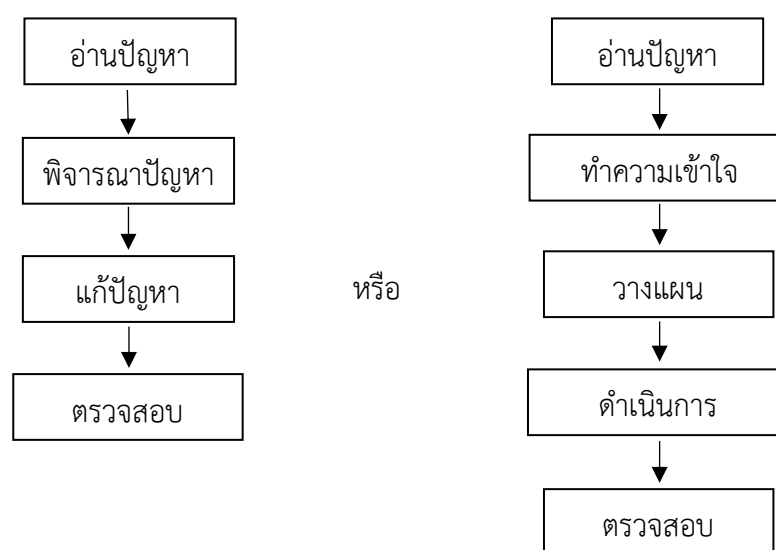 อ่านปัญหา
พิจารณาปัญหา
แก้ปัญหา
ตรวจสอบ
หรือ
อ่านปัญหา
ทำความเข้าใจ
วางแผน
ดำเนินการ
ตรวจสอบ